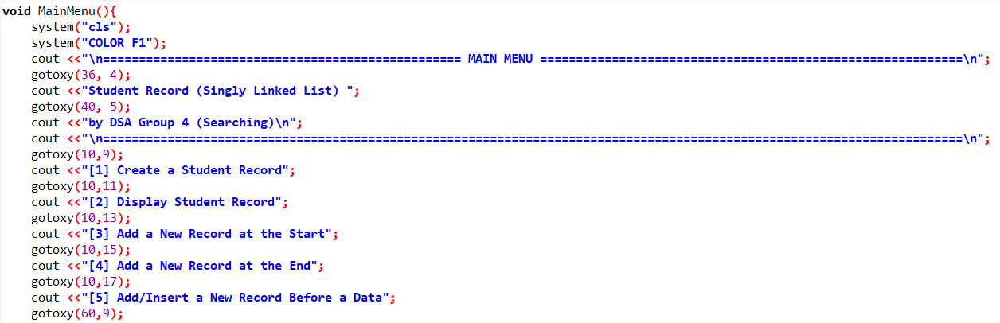 void MainMenu(){
    system("cls");
    system("COLOR F1");
    cout <<"\n================================================== MAIN MENU ===========================================================\n";
    gotoxy(36, 4);
    cout <<"Student Record (Singly Linked List) ";
    gotoxy(40, 5);
    cout <<"by DSA Group 4 (Searching)\n";
    cout <<"\n========================================================================================================================\n";
    gotoxy(10,9);
    cout <<"[1] Create a Student Record";
    gotoxy(10,11);
    cout <<"[2] Display Student Record";
    gotoxy(10,13);
    cout <<"[3] Add a New Record at the Start";
    gotoxy(10,15);
    cout <<"[4] Add a New Record at the End";
    gotoxy(10,17);
    cout <<"[5] Add/Insert a New Record Before a Data";
    gotoxy(60,9);